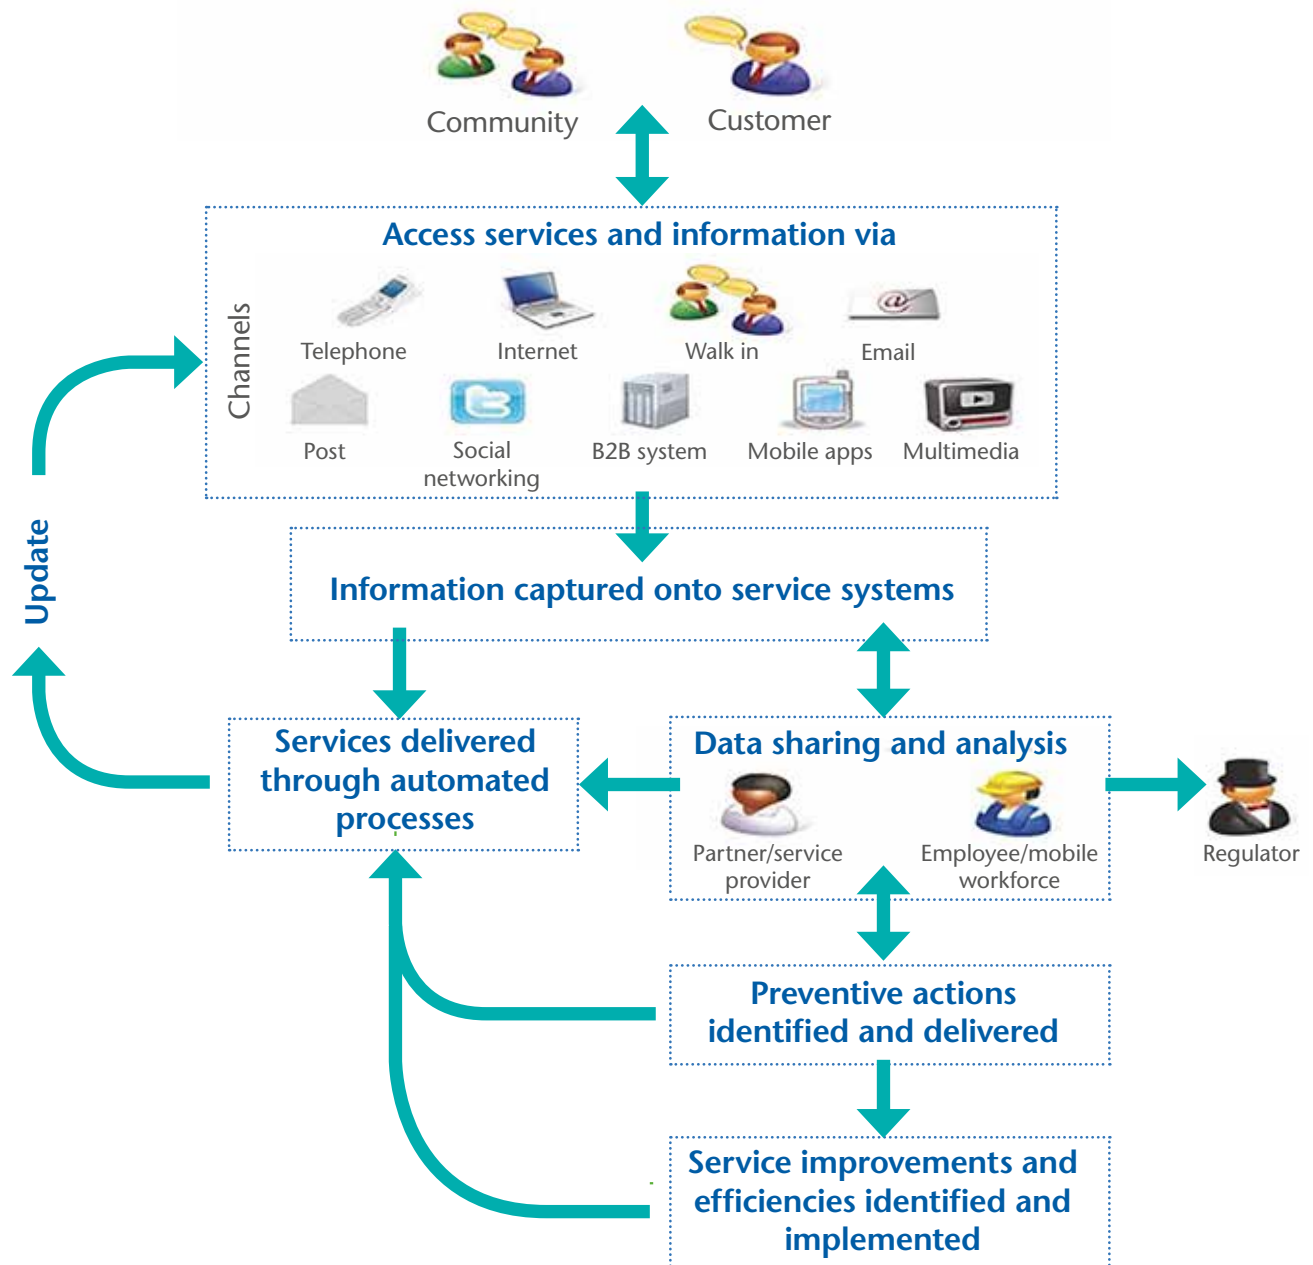 Community
Customer
Access services and information via
Channels
Telephone
Internet
Walk in
Email
Post
Social
networking
B2B system
Mobile apps
Multimedia
Update
Information captured onto service systems
Services delivered
through automated
processes
Data sharing and analysis
Partner/service
provider
Employee/mobile
workforce
Regulator
Preventive actions
identified and delivered
Service improvements and
efficiencies identified and
implemented